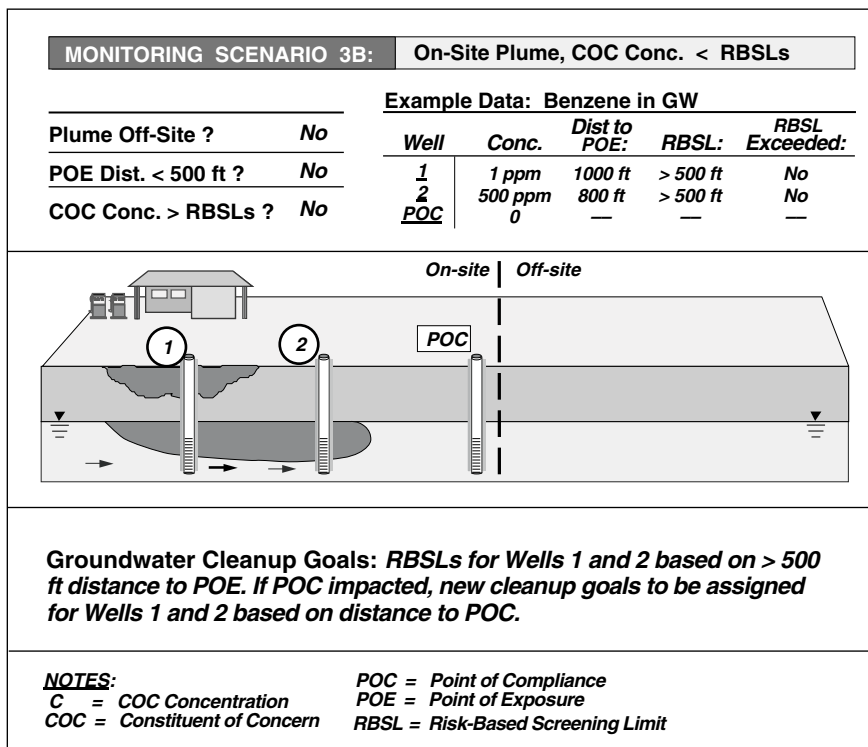 MONITORING SCENARIO 3B: On-Site Plume, COC Conc. < RBSLs
Plume Off-Site ? No
POE Dist. < 500 ft ? No
COC Conc. > RBSLs ? No
Example Data: Benzene in GW
Well Conc. Dist to POE: RBSL: RBSL Exceeded:
1 1 ppm 1000 ft > 500 ft No
2 500 ppm 800 ft > 500 ft No
POC 0 — — —
On-site Off-site
1 2 POC
Groundwater Cleanup Goals: RBSLs for Wells 1 and 2 based on > 500
ft distance to POE. If POC impacted, new cleanup goals to be assigned
for Wells 1 and 2 based on distance to POC.
NOTES:
C = COC Concentration
COC = Constituent of Concern
POC = Point of Compliance
POE = Point of Exposure
RBSL = Risk-Based Screening Limit